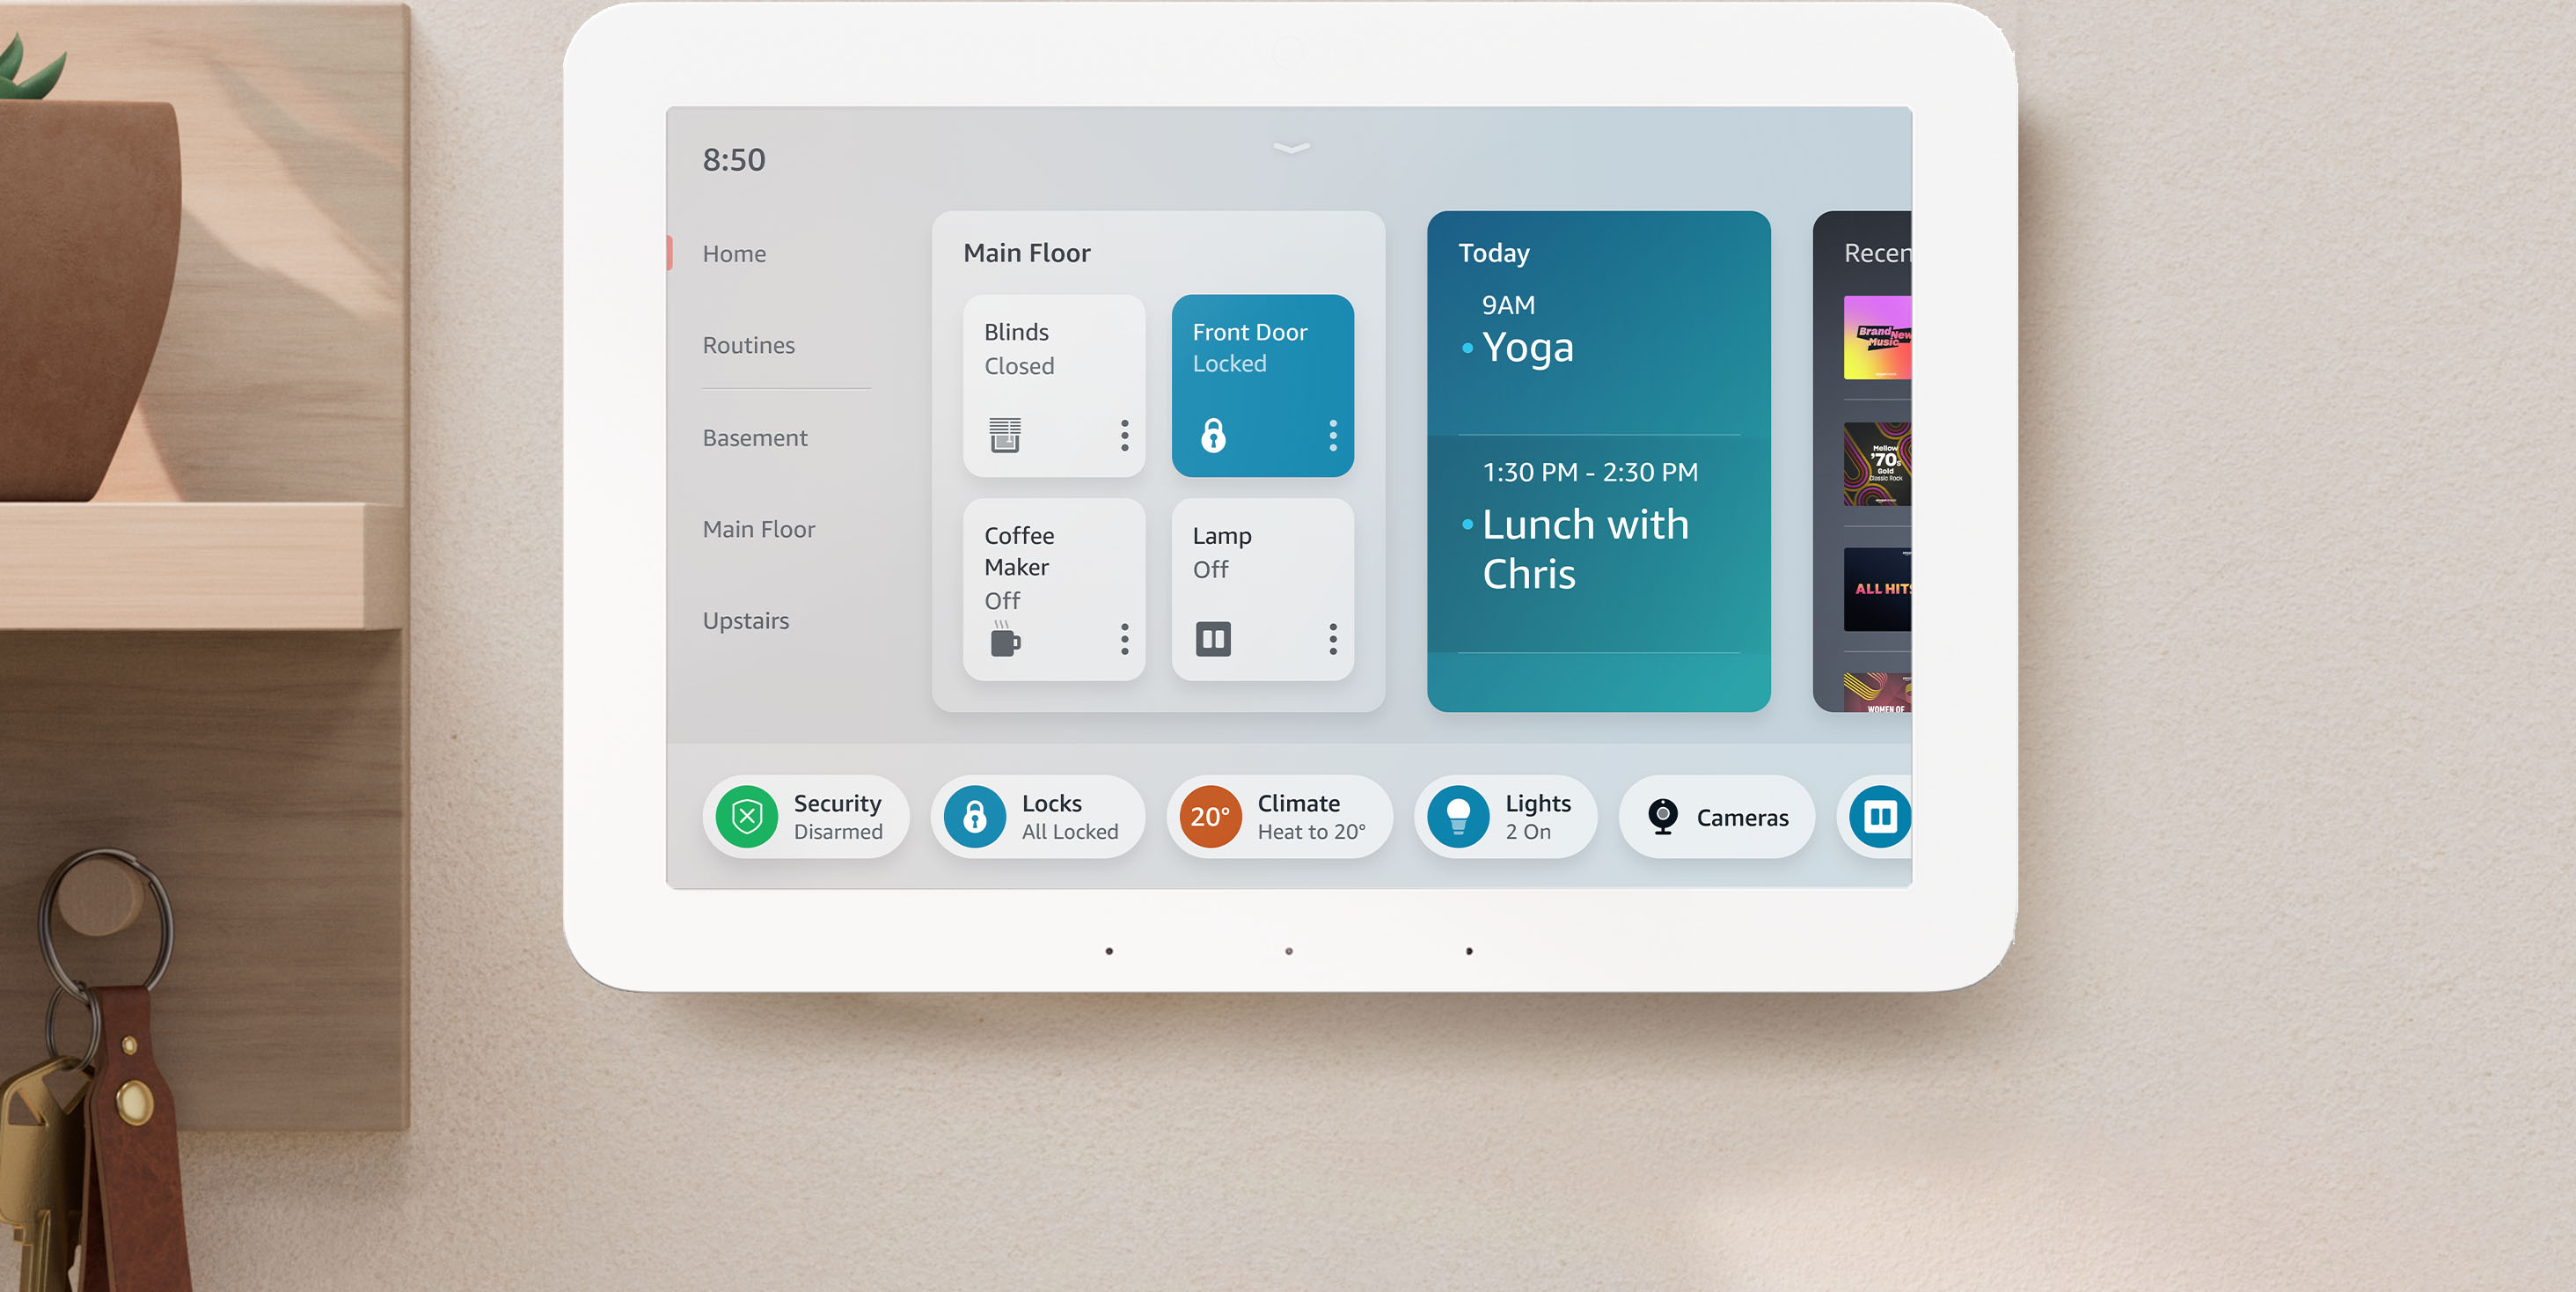 8:50
Home
Routines
Basement
Main Floor
Upstairs
Main Floor
Blinds
Closed
Front Door
Locked
Coffee
Maker
Off
Lamp
Off
Today
9AM
Yoga
1:30 PM - 2:30 PM
Lunch with
Chris
Recen
Brand
New
Music
Mellow
'70s
Gold
Classic Rock
ALL HITS
WOMEN OF
Security
Disarmed
Locks
All Locked
20°
Climate
Heat to 20°
Lights
2 On
Cameras